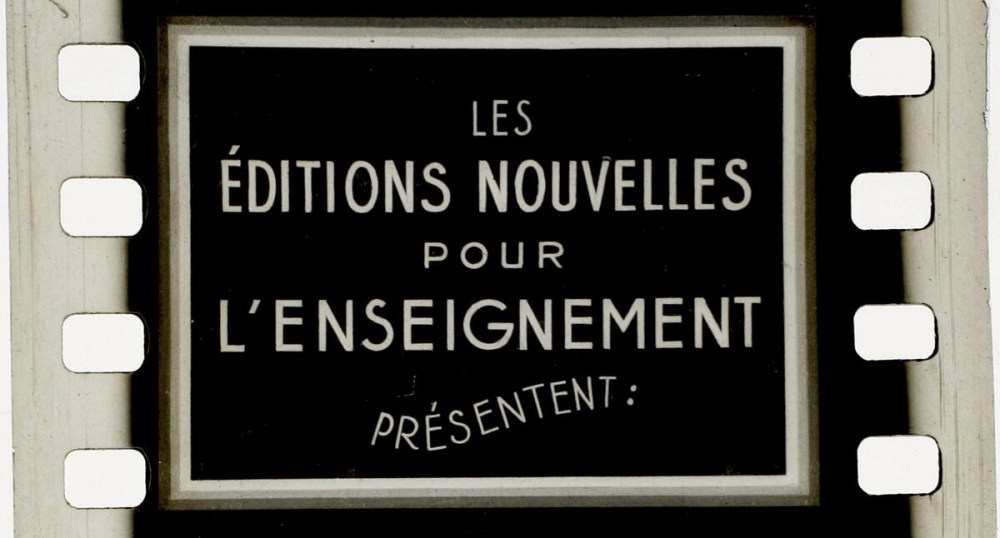 LES
ÉDITIONS NOUVELLES
POUR
L'ENSEIGNEMENT
PRÉSENTENT :